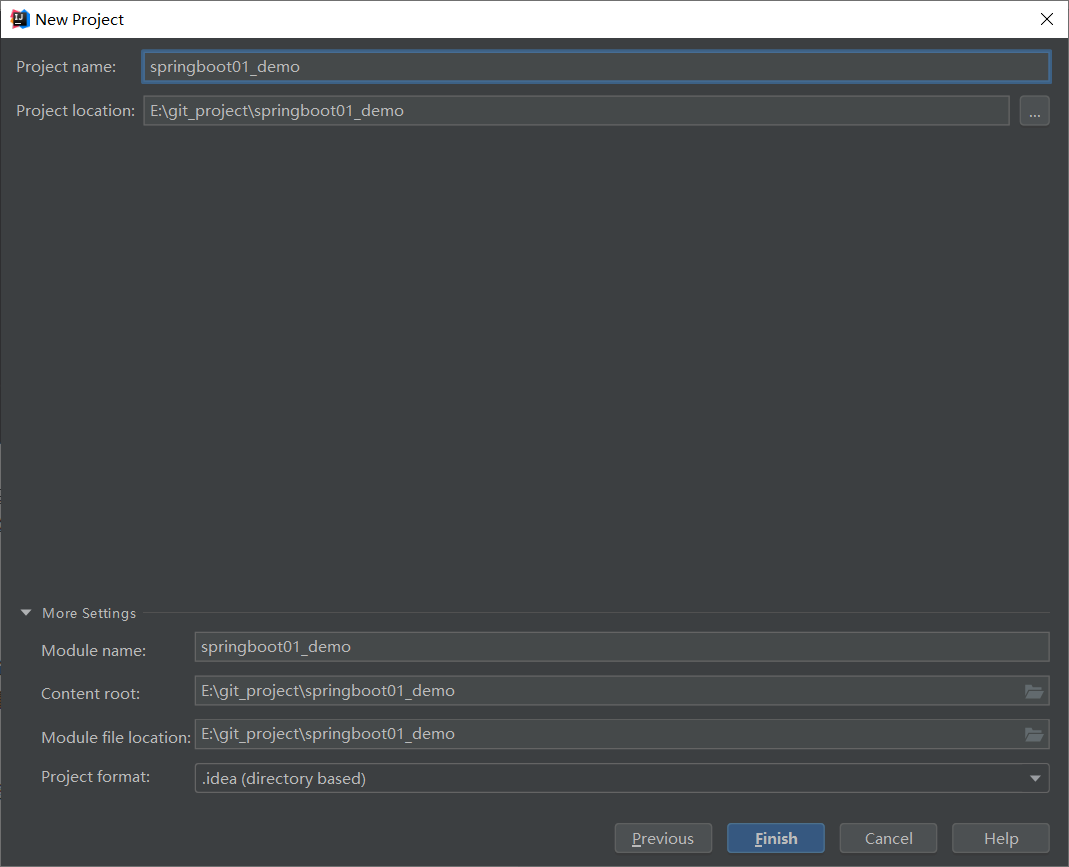 New Project
Project name: springboot01_demo
Project location: E:\git_project\springboot01_demo ...
More Settings
Module name: springboot01_demo
Content root: E:\git_project\springboot01_demo
Module file location: E:\git_project\springboot01_demo
Project format: .idea (directory based)
Previous Finish Cancel Help